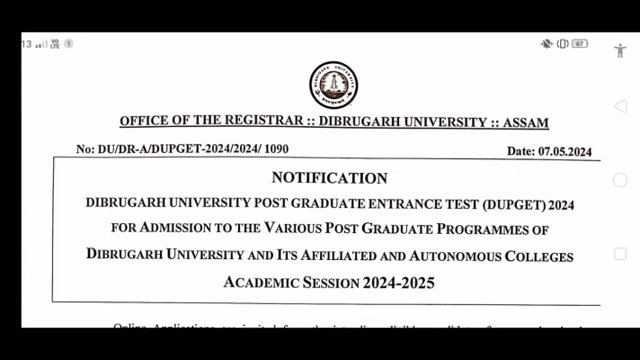 13
67
OFFICE OF THE REGISTRAR :: DIBRUGARH UNIVERSITY :: ASSAM
No: DU/DR-A/DUPGET-2024/2024/ 1090
Date: 07.05.2024
NOTIFICATION
DIBRUGARH UNIVERSITY POST GRADUATE ENTRANCE TEST (DUPGET) 2024
FOR ADMISSION TO THE VARIOUS POST GRADUATE PROGRAMMES OF
DIBRUGARH UNIVERSITY AND ITS AFFILIATED AND AUTONOMOUS COLLEGES
ACADEMIC SESSION 2024-2025